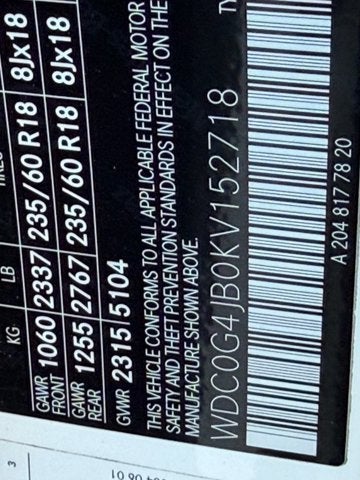 KG LB
GAWR FRONT 1060 2337 235/60 R18 8Jx18
GAWR REAR 1255 2767 235/60 R18 8Jx18
GVWR 2315 5104
THIS VEHICLE CONFORMS TO ALL APPLICABLE FEDERAL MOTOR
SAFETY AND THEFT PREVENTION STANDARDS IN EFFECT ON THE
MANUFACTURE SHOWN ABOVE.
WDC0G4JB0KV152718
A 204 817 78 20
3